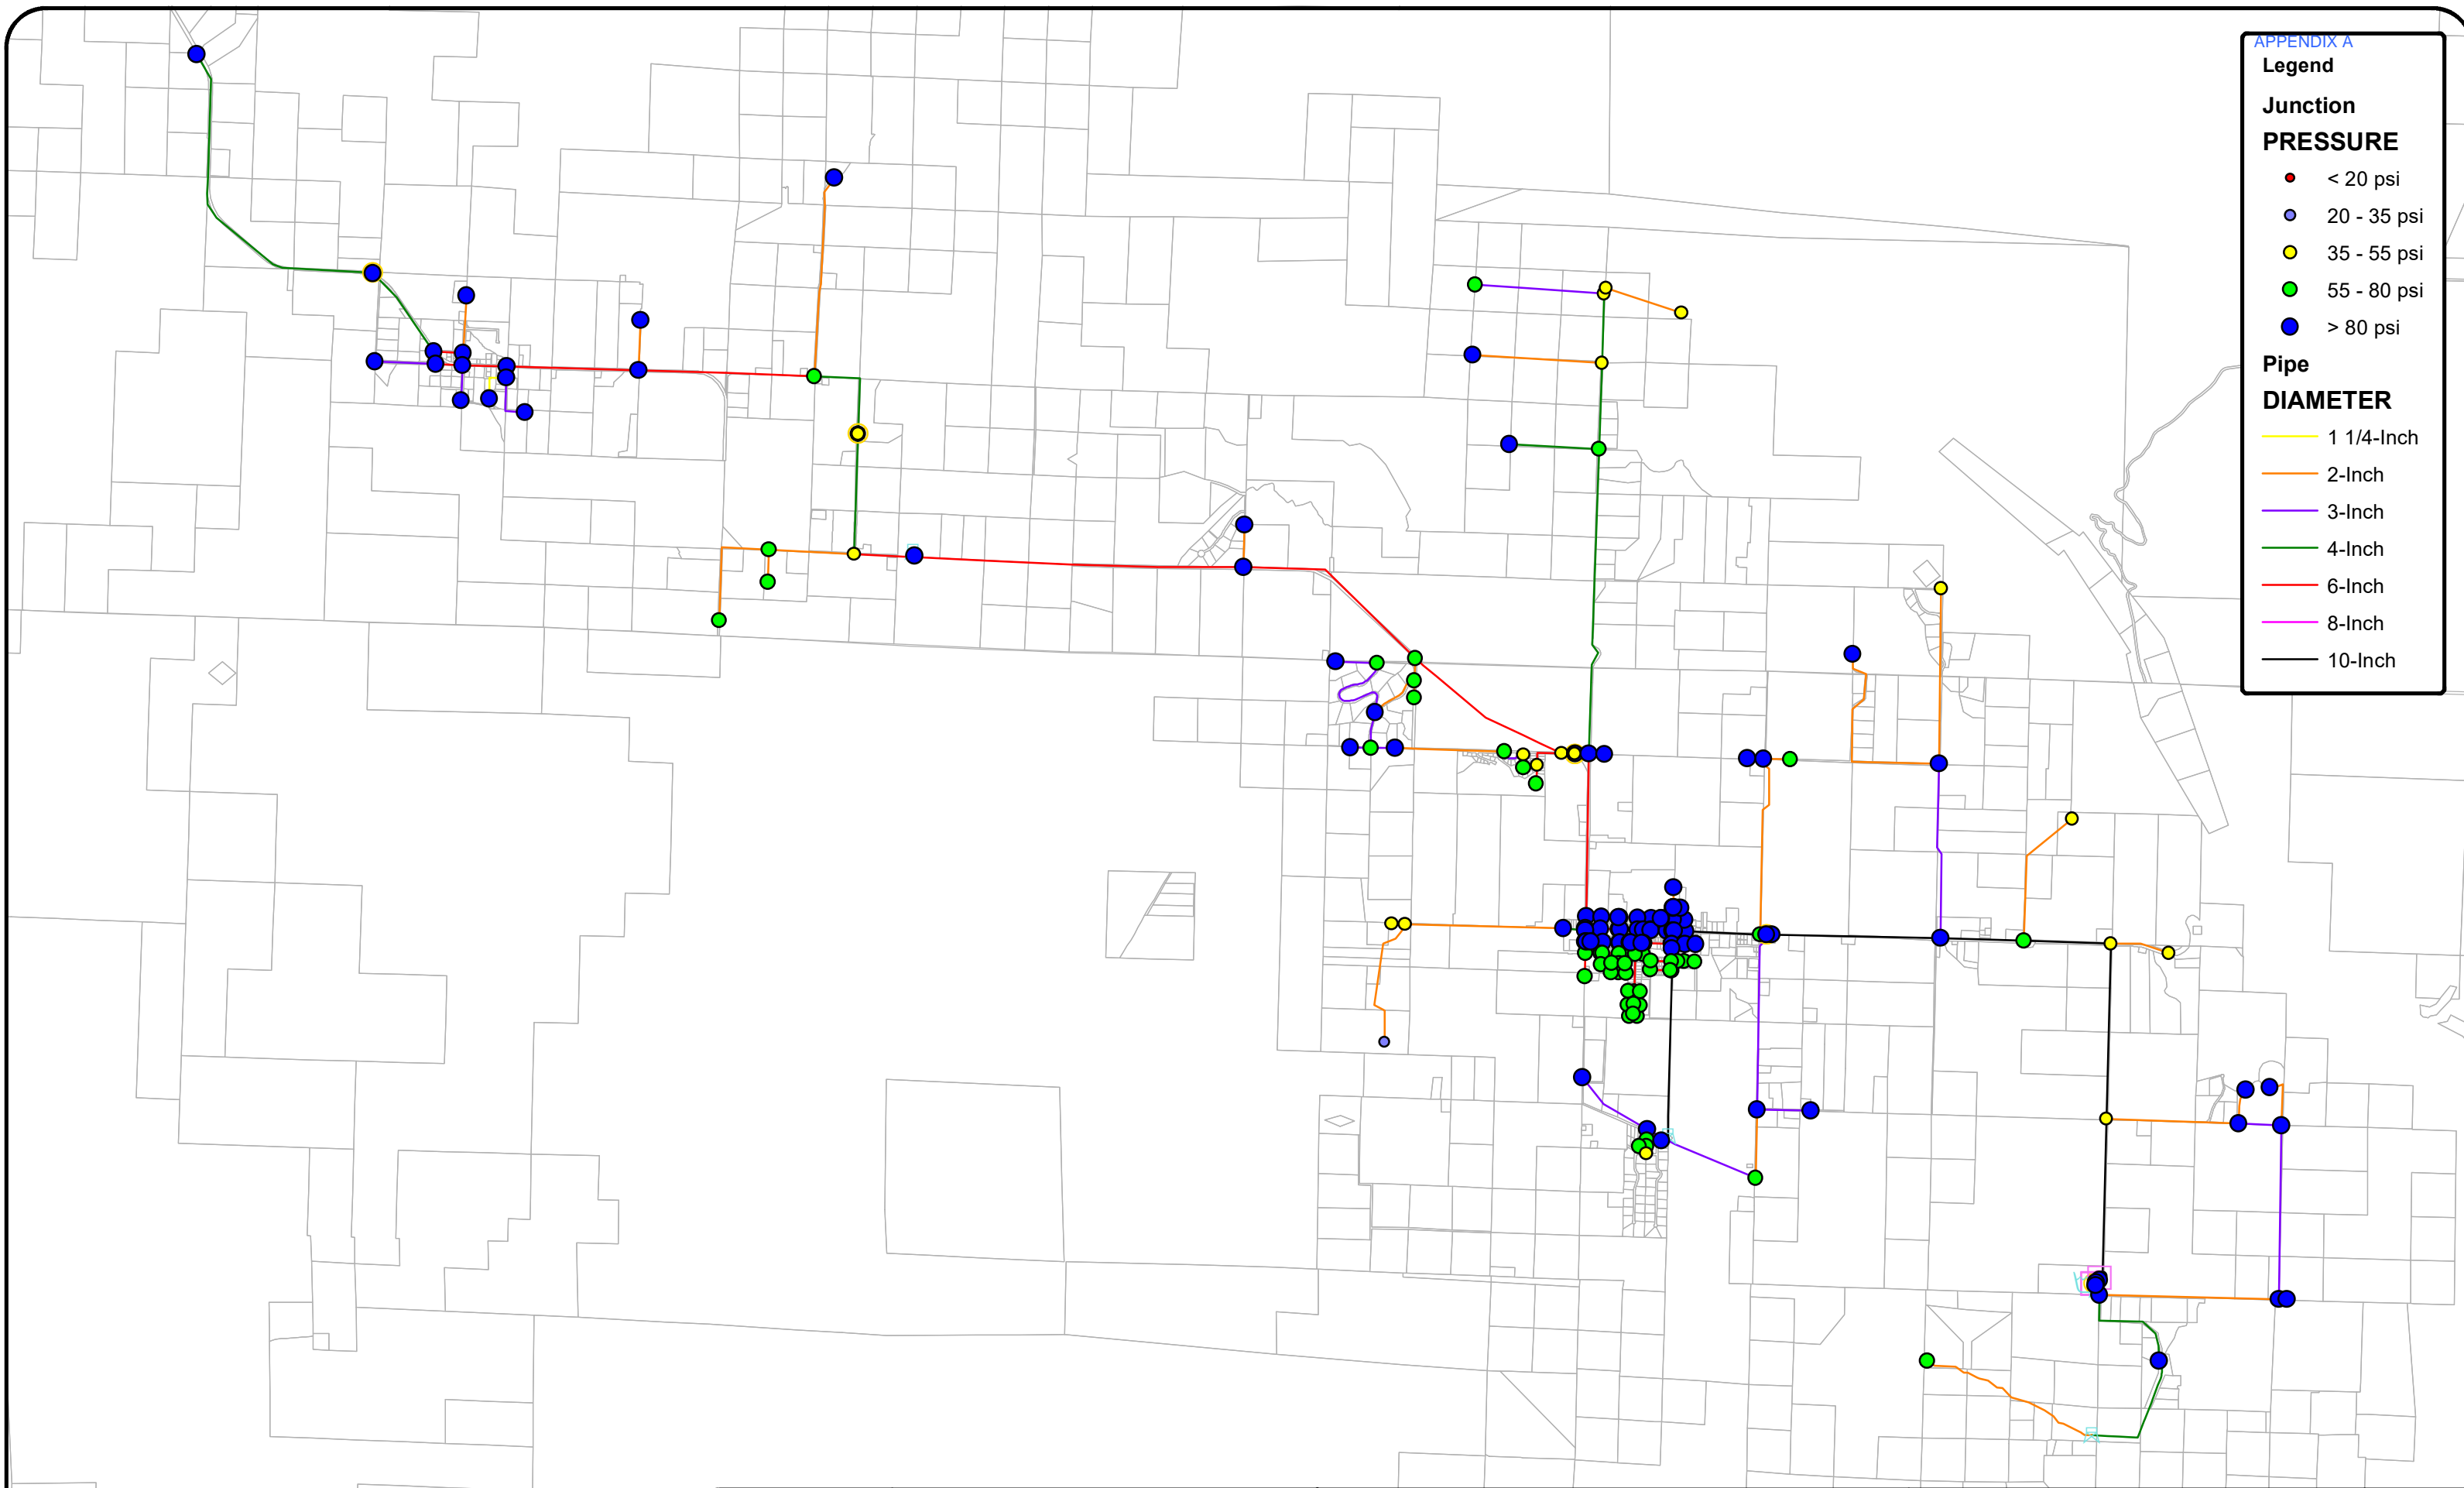 APPENDIX A
Legend
Junction
PRESSURE
< 20 psi
20 - 35 psi
35 - 55 psi
55 - 80 psi
> 80 psi
Pipe
DIAMETER
1 1/4-Inch
2-Inch
3-Inch
4-Inch
6-Inch
8-Inch
10-Inch